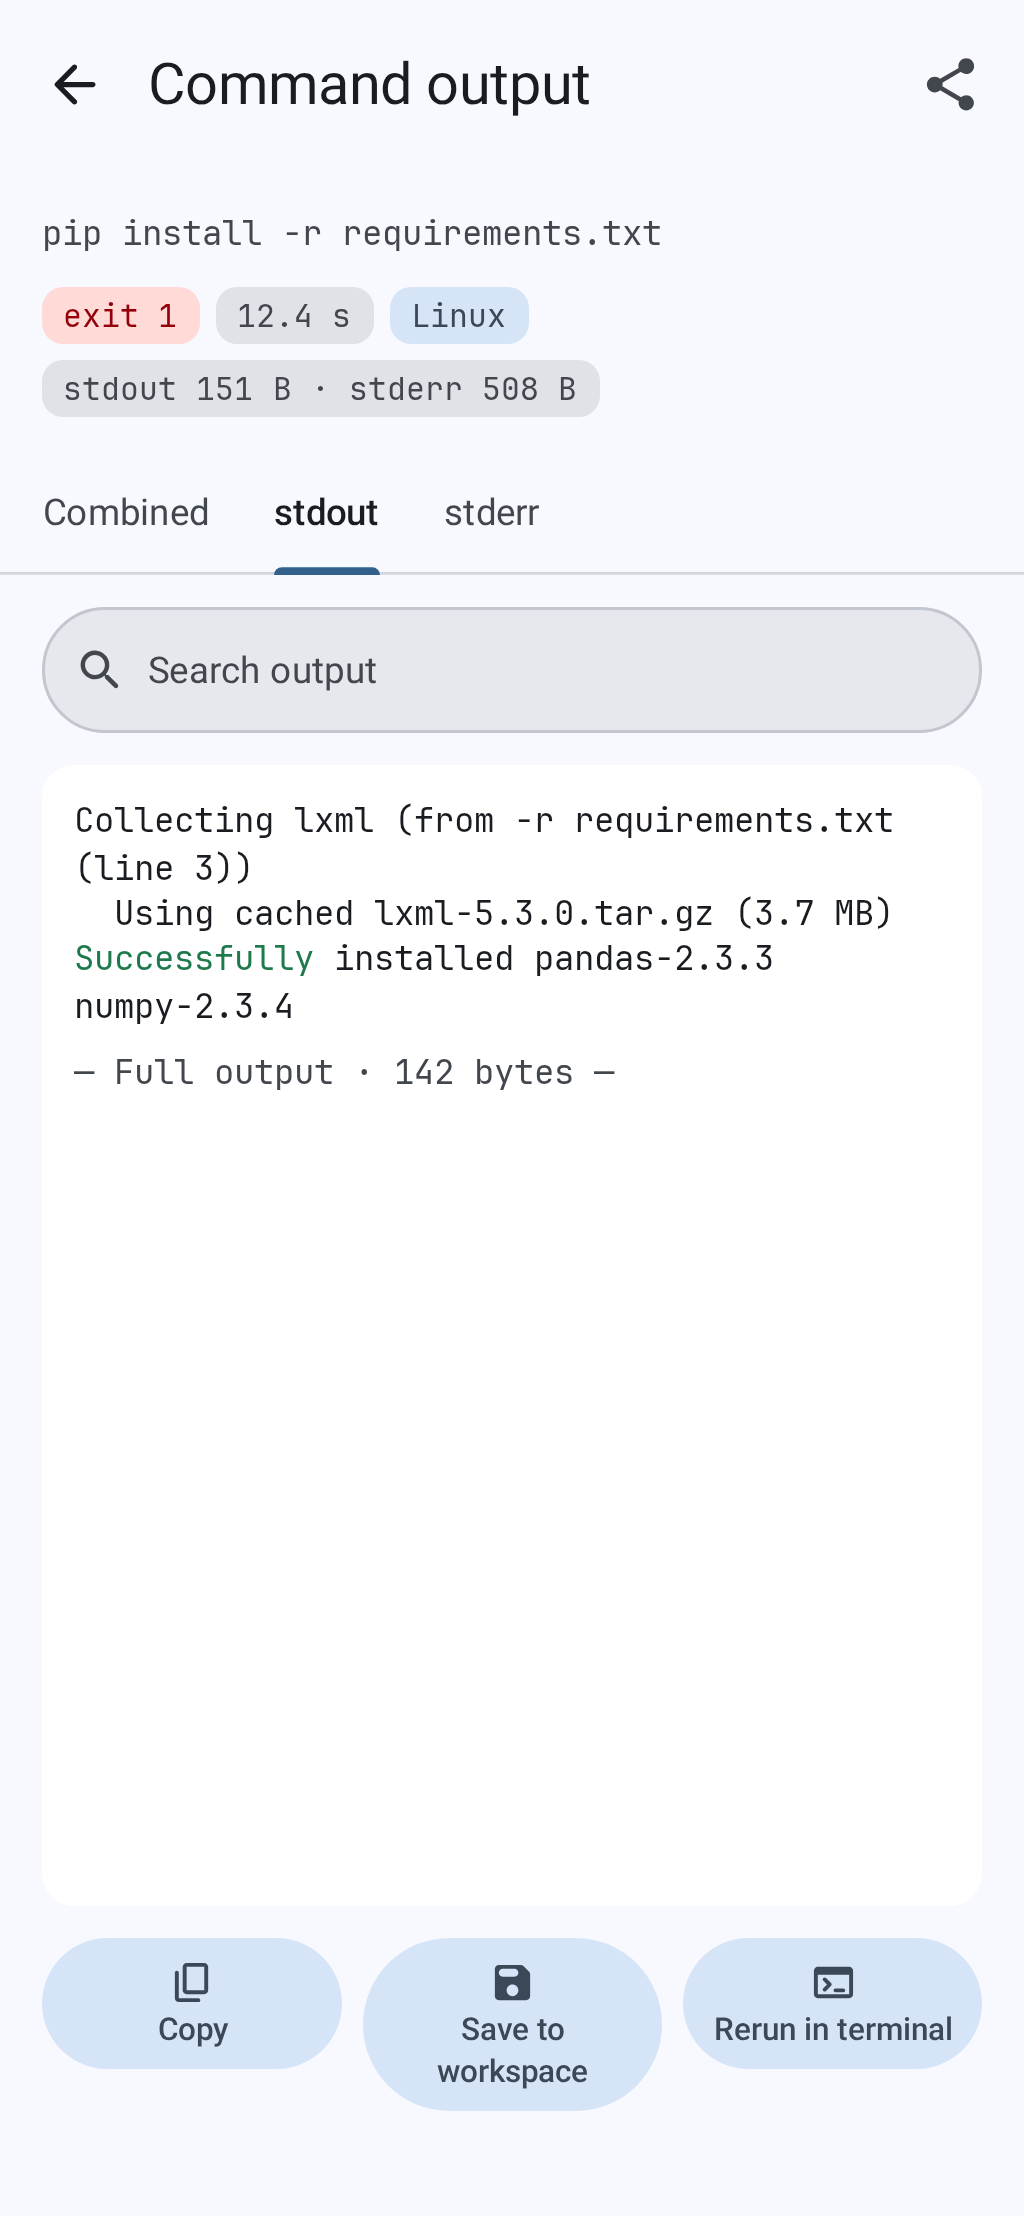 Command output
pip install -r requirements.txt
exit 1
12.4 s
Linux
stdout 151 B · stderr 508 B
Combined
stdout
stderr
Search output
Collecting lxml (from -r requirements.txt
(line 3))
  Using cached lxml-5.3.0.tar.gz (3.7 MB)
Successfully installed pandas-2.3.3
numpy-2.3.4
— Full output · 142 bytes —
Copy
Save to
workspace
Rerun in terminal